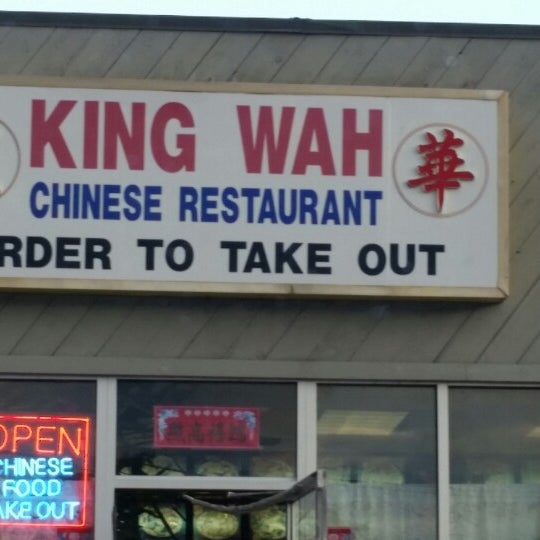 KING WAH
華
CHINESE RESTAURANT
RDER TO TAKE OUT
OPEN
CHINESE
FOOD
AKE OUT